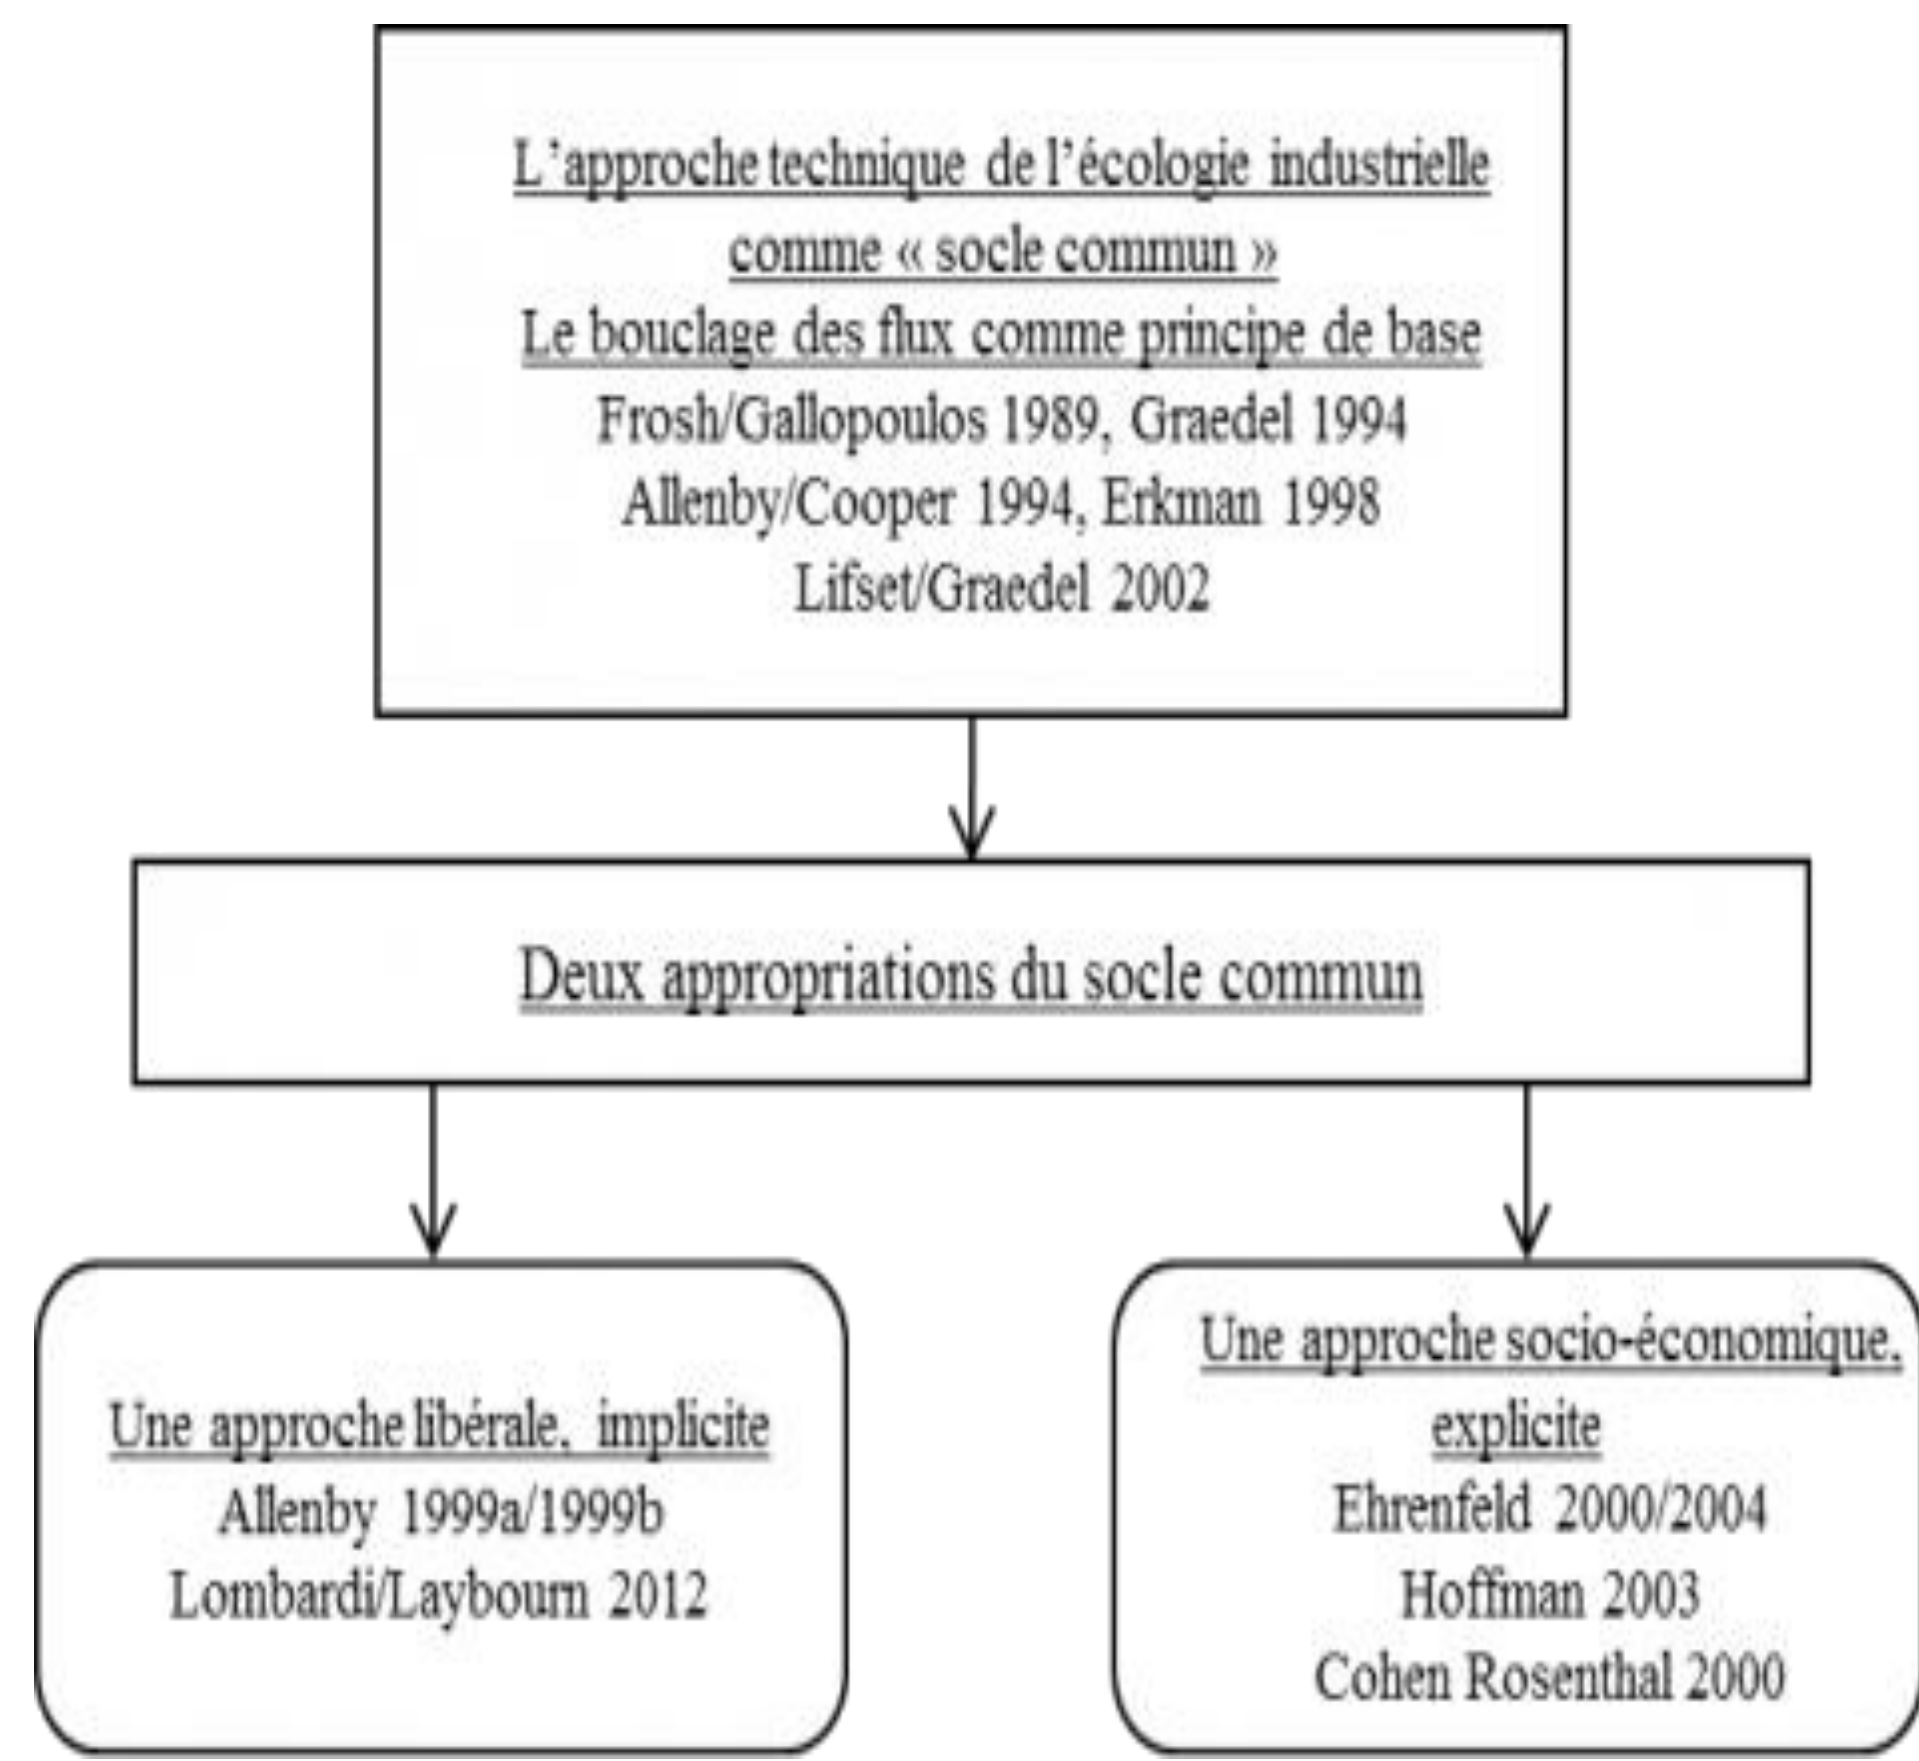 L'approche technique de l'écologie industrielle
comme « socle commun »
Le bouclage des flux comme principe de base
Frosh/Gallopoulos 1989, Graedel 1994
Allenby/Cooper 1994, Erkman 1998
Lifset/Graedel 2002
Deux appropriations du socle commun
Une approche libérale, implicite
Allenby 1999a/1999b
Lombardi/Laybourn 2012
Une approche socio-économique,
explicite
Ehrenfeld 2000/2004
Hoffman 2003
Cohen Rosenthal 2000